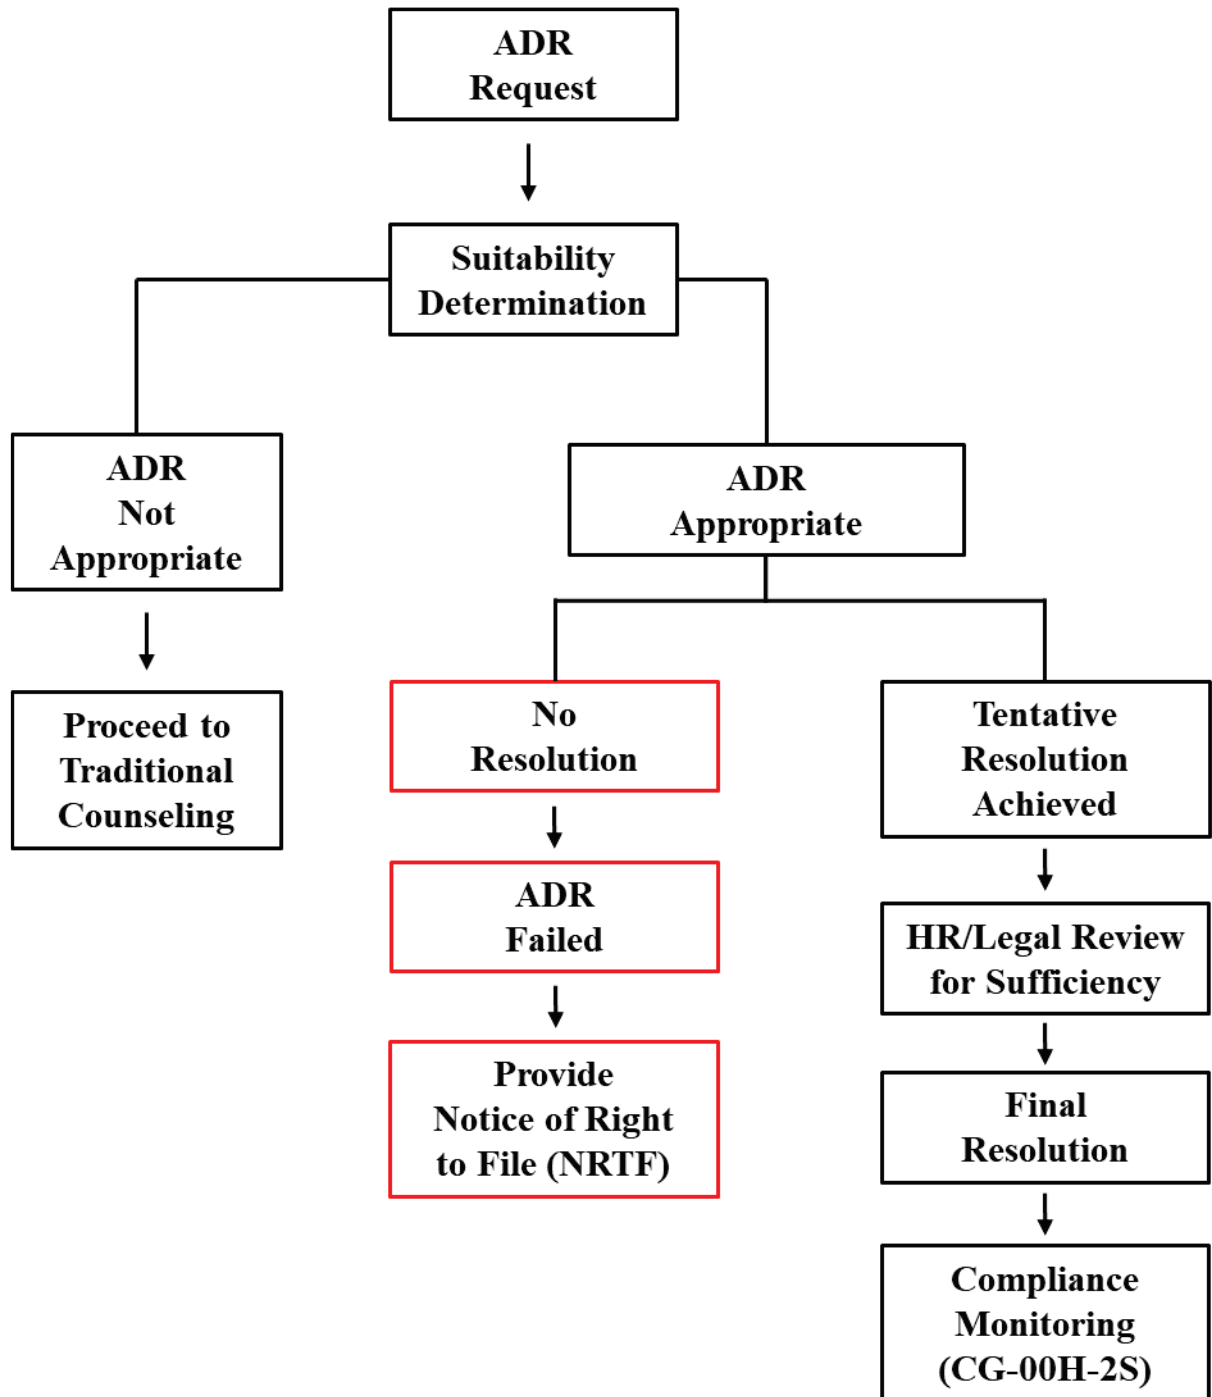 ADR
Request
Suitability
Determination
ADR
Not
Appropriate
Proceed to
Traditional
Counseling
ADR
Appropriate
No
Resolution
ADR
Failed
Provide
Notice of Right
to File (NRTF)
Tentative
Resolution
Achieved
HR/Legal Review
for Sufficiency
Final
Resolution
Compliance
Monitoring
(CG-00H-2S)